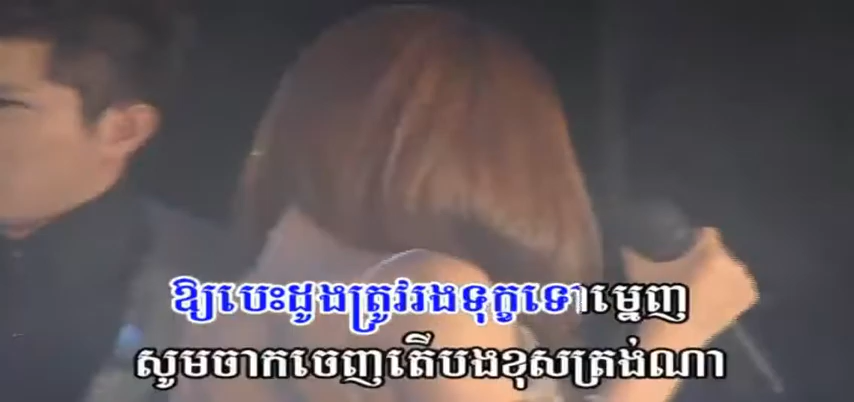 ឱ្យបេះដូងត្រូវរងទុក្ខទោម្នេញ
សូមចាកចេញតើបងខុសត្រង់ណា